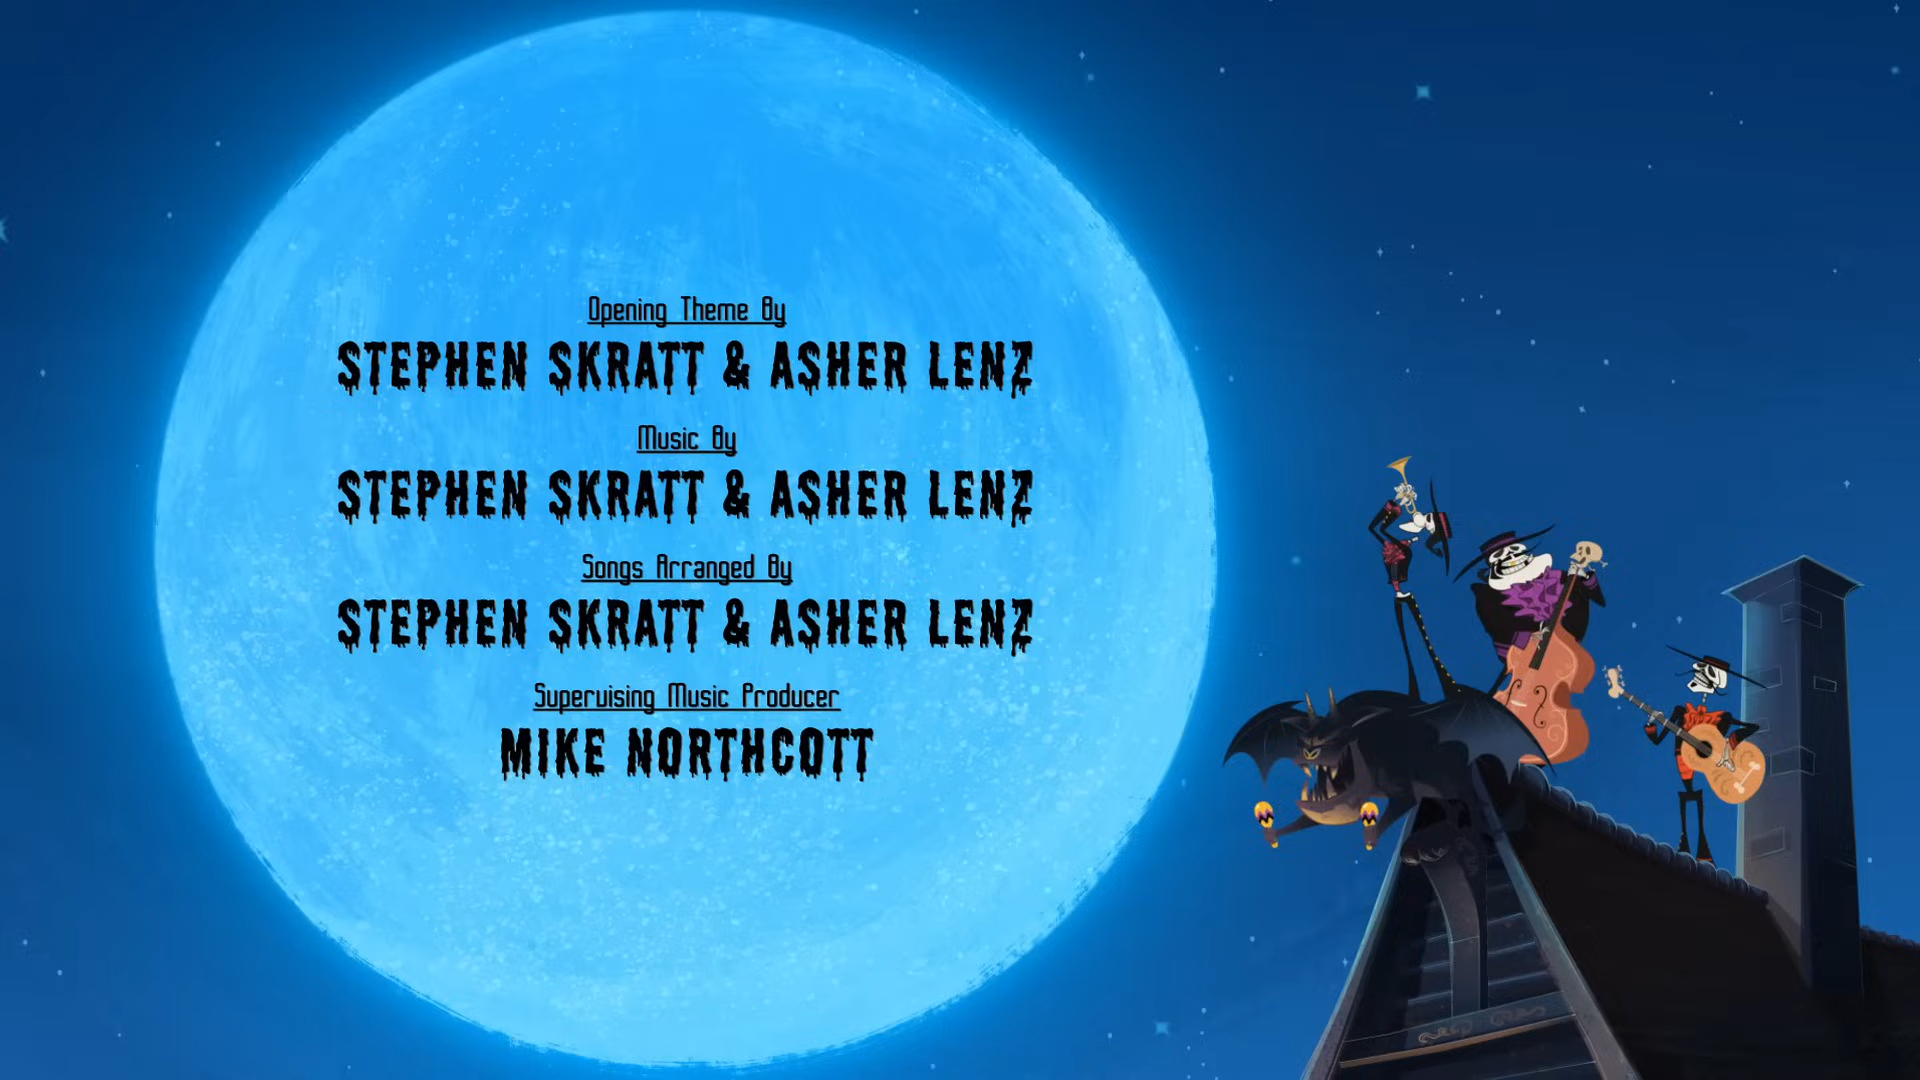 Opening Theme By
STEPHEN SKRATT & ASHER LENZ
Music By
STEPHEN SKRATT & ASHER LENZ
Songs Arranged By
STEPHEN SKRATT & ASHER LENZ
Supervising Music Producer
MIKE NORTHCOTT